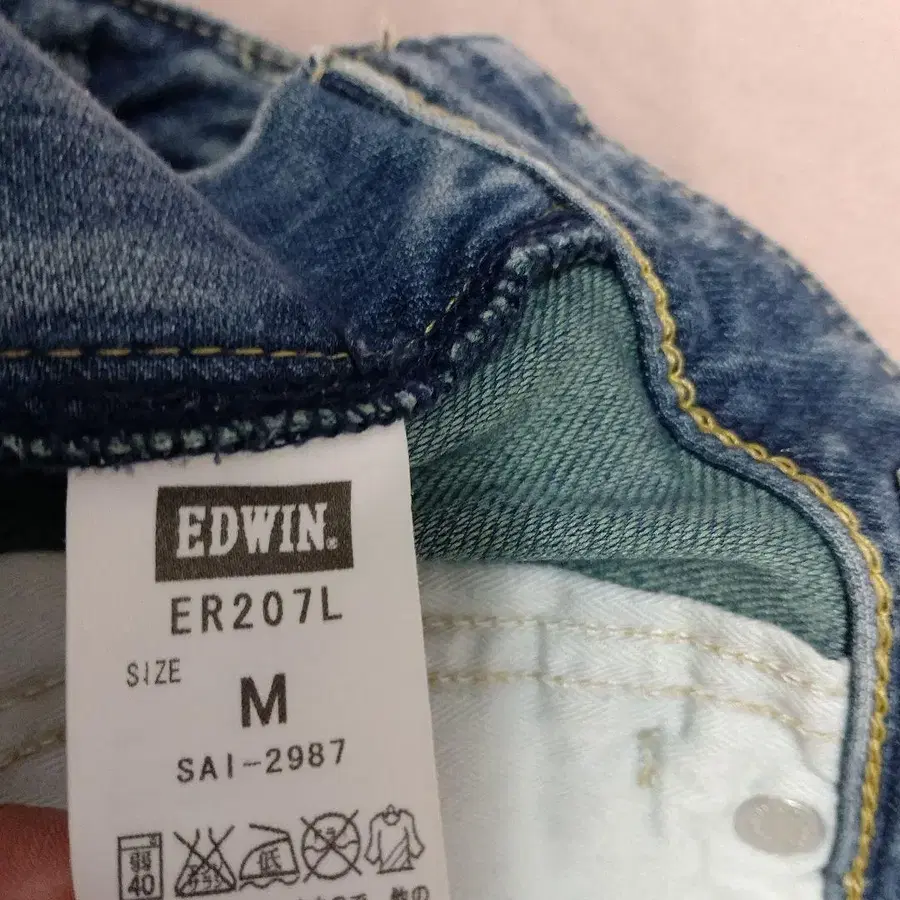 EDWIN.
ER207L
SIZE
M
SAI-2987
弱
40
低